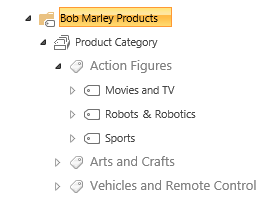 Bob Marley Products
Product Category
Action Figures
Movies and TV
Robots & Robotics
Sports
Arts and Crafts
Vehicles and Remote Control